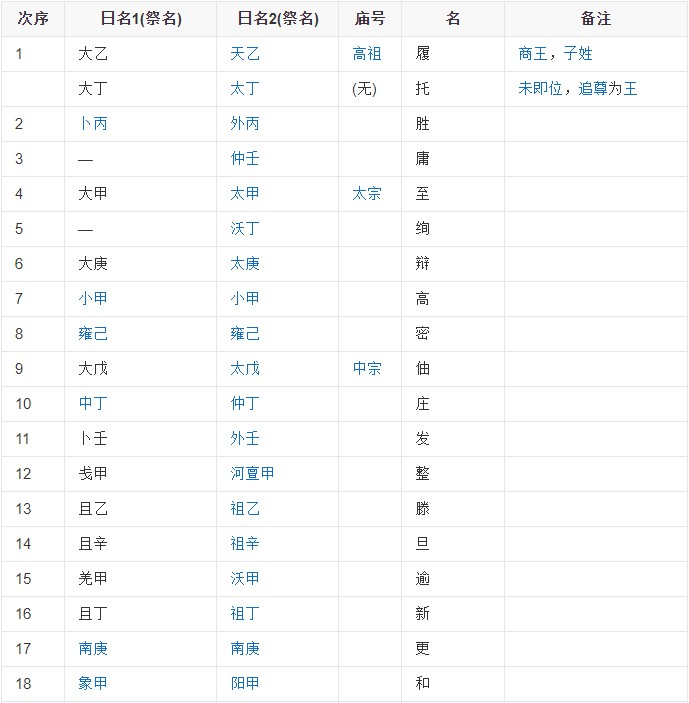 次序 日名1(祭名) 日名2(祭名) 庙号 名 备注
1 大乙 天乙 高祖 履 商王，子姓
大丁 太丁 (无) 托 未即位，追尊为王
2 卜丙 外丙 胜
3 — 仲壬 庸
4 大甲 太甲 太宗 至
5 — 沃丁 绚
6 大庚 太庚 辩
7 小甲 小甲 高
8 雍己 雍己 密
9 大戊 太戊 中宗 伷
10 中丁 仲丁 庄
11 卜壬 外壬 发
12 戋甲 河亶甲 整
13 且乙 祖乙 滕
14 且辛 祖辛 旦
15 羌甲 沃甲 逾
16 且丁 祖丁 新
17 南庚 南庚 更
18 象甲 阳甲 和